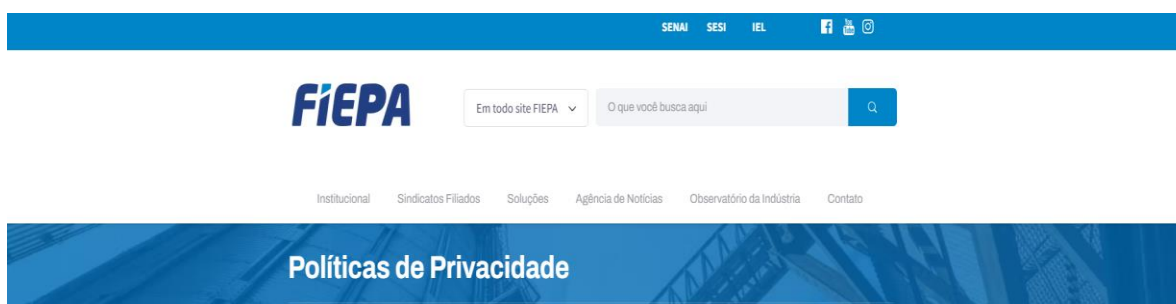 SENAI SESI IEL
FIEPA
Em todo site FIEPA
O que você busca aqui
Institucional Sindicatos Filiados Soluções Agência de Notícias Observatório da Indústria Contato
Políticas de Privacidade